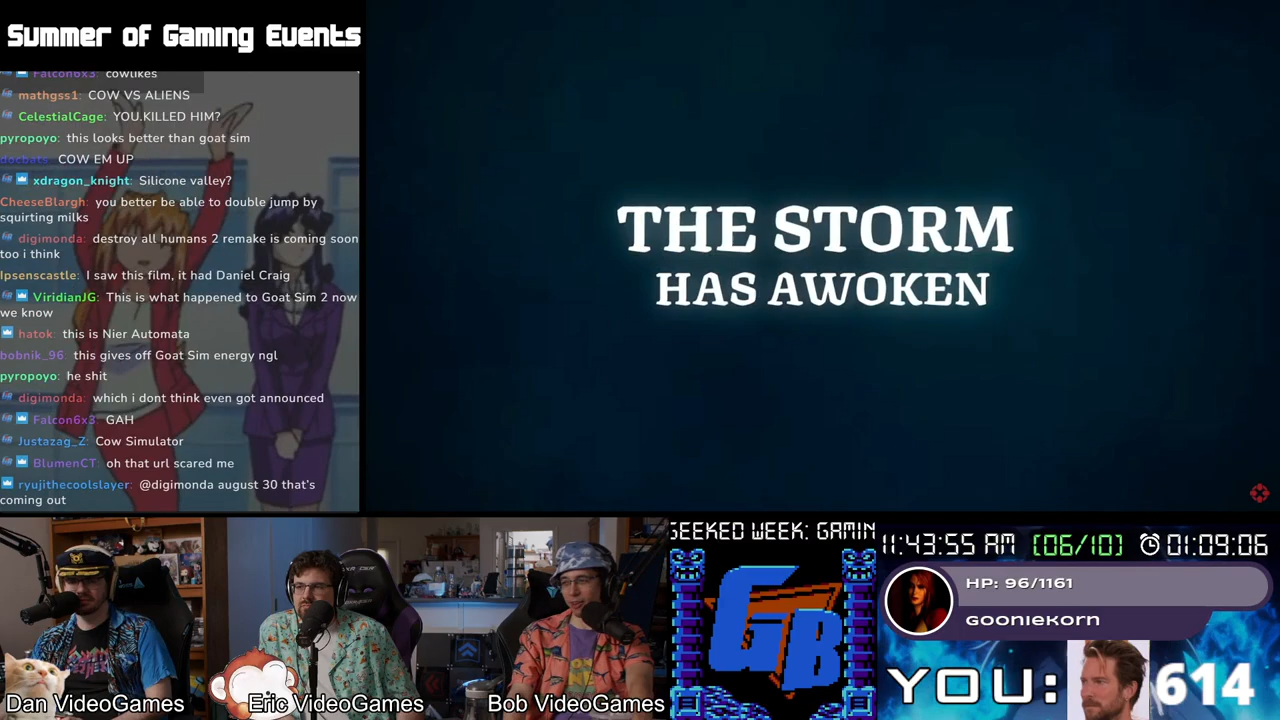 Summer of Gaming Events
Falcon6x3: cowlikes
mathgss1: COW VS ALIENS
CelestialCage: YOU.KILLED HIM?
pyropoyo: this looks better than goat sim
docbats: COW EM UP
xdragon_knight: Silicone valley?
CheeseBlargh: you better be able to double jump by
squirting milks
digimonda: destroy all humans 2 remake is coming soon
too i think
Ipsenscastle: I saw this film, it had Daniel Craig
ViridianJG: This is what happened to Goat Sim 2 now
we know
hatok: this is Nier Automata
bobnik_96: this gives off Goat Sim energy ngl
pyropoyo: he shit
digimonda: which i dont think even got announced
Falcon6x3: GAH
Justazag_Z: Cow Simulator
BlumenCT: oh that url scared me
ryujithecoolslayer: @digimonda august 30 that's
coming out
THE STORM
HAS AWOKEN
Dan VideoGames
Eric VideoGames
Bob VideoGames
GEEKED WEEK: GAMIN
GB
11:43:55 AM [06/10] 01:09:06
HP: 96/1161
GOONIEKORN
YOU: 614